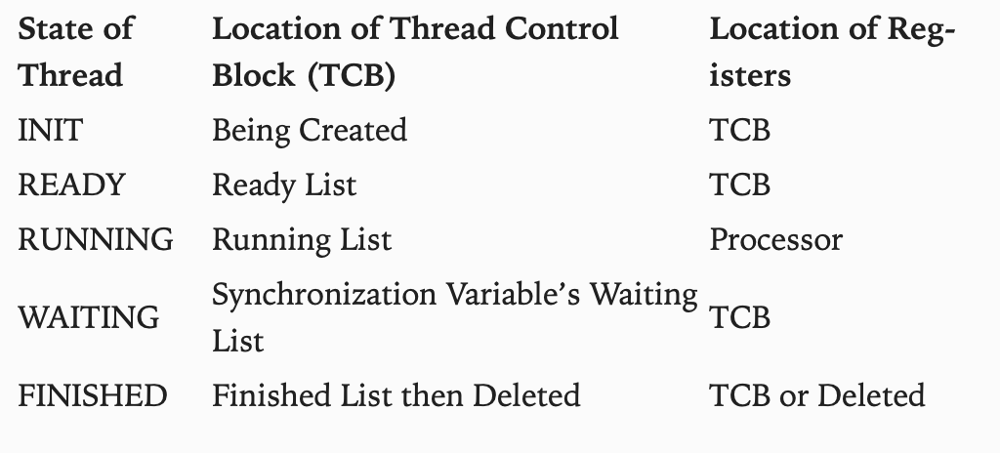 State of Thread	Location of Thread Control Block (TCB)	Location of Reg-isters
INIT	Being Created	TCB
READY	Ready List	TCB
RUNNING	Running List	Processor
WAITING	Synchronization Variable’s Waiting List	TCB
FINISHED	Finished List then Deleted	TCB or Deleted